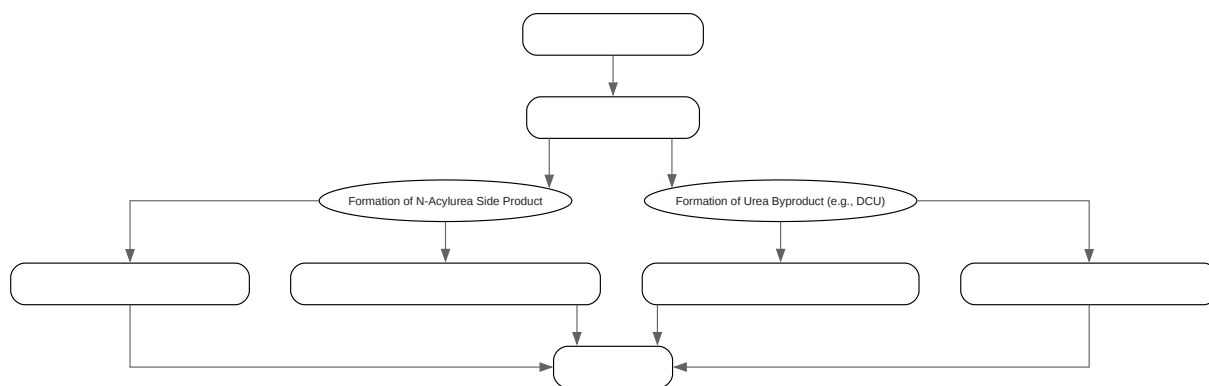 Formation of N-Acylurea Side Product
Formation of Urea Byproduct (e.g., DCU)